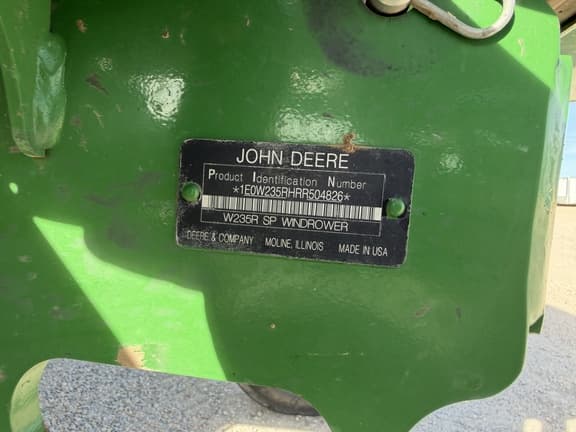 JOHN DEERE
Product Identification Number
*1E0W235RHRR504826*
W235R SP WINDROWER
DEERE & COMPANY MOLINE, ILLINOIS MADE IN USA